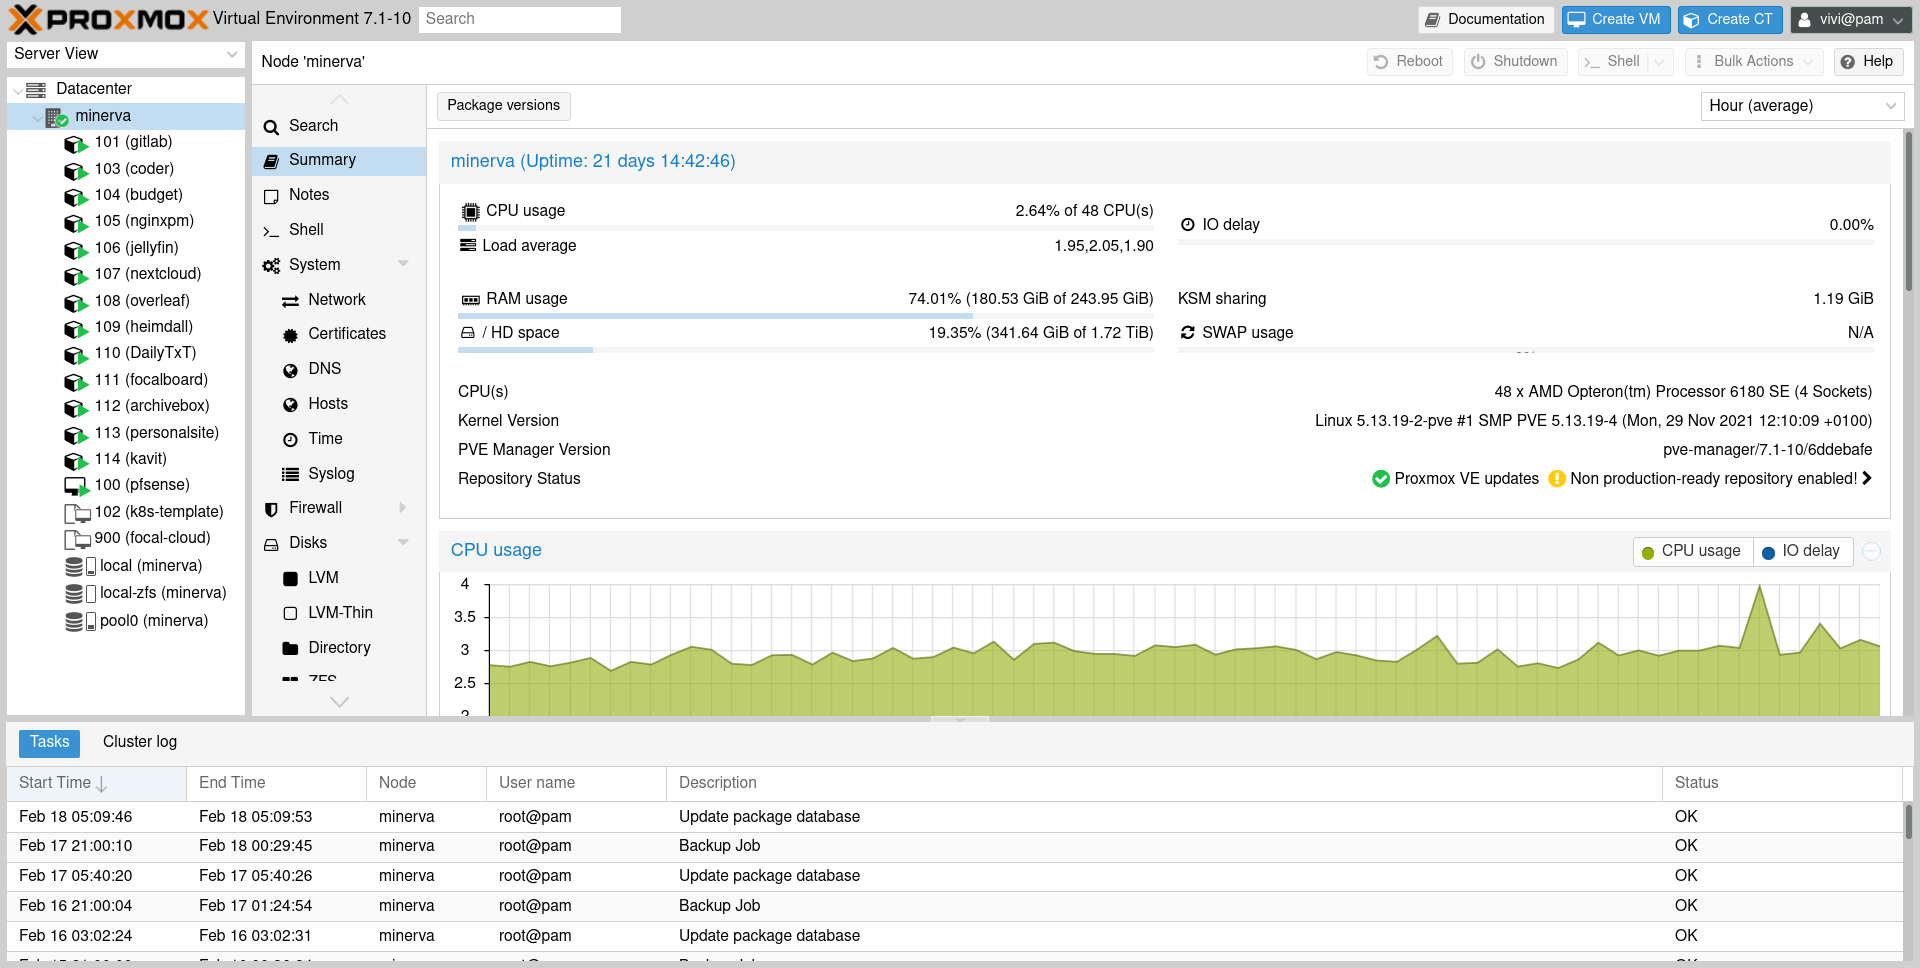 PROXMOX Virtual Environment 7.1-10 Search Documentation Create VM Create CT vivi@pam
Server View
Datacenter
minerva
101 (gitlab)
103 (coder)
104 (budget)
105 (nginxpm)
106 (jellyfin)
107 (nextcloud)
108 (overleaf)
109 (heimdall)
110 (DailyTxT)
111 (focalboard)
112 (archivebox)
113 (personalsite)
114 (kavit)
100 (pfsense)
102 (k8s-template)
900 (focal-cloud)
local (minerva)
local-zfs (minerva)
pool0 (minerva)
Node 'minerva' Reboot Shutdown Shell Bulk Actions Help
Search
Summary
Notes
Shell
System
Network
Certificates
DNS
Hosts
Time
Syslog
Firewall
Disks
LVM
LVM-Thin
Directory
ZFS
Package versions Hour (average)
minerva (Uptime: 21 days 14:42:46)
CPU usage 2.64% of 48 CPU(s)
IO delay 0.00%
Load average 1.95,2.05,1.90
RAM usage 74.01% (180.53 GiB of 243.95 GiB)
KSM sharing 1.19 GiB
/ HD space 19.35% (341.64 GiB of 1.72 TiB)
SWAP usage N/A
CPU(s) 48 x AMD Opteron(tm) Processor 6180 SE (4 Sockets)
Kernel Version Linux 5.13.19-2-pve #1 SMP PVE 5.13.19-4 (Mon, 29 Nov 2021 12:10:09 +0100)
PVE Manager Version pve-manager/7.1-10/6ddebafe
Repository Status Proxmox VE updates Non production-ready repository enabled!
CPU usage CPU usage IO delay
4
3.5
3
2.5
2
Tasks Cluster log
Start Time End Time Node User name Description Status
Feb 18 05:09:46 Feb 18 05:09:53 minerva root@pam Update package database OK
Feb 17 21:00:10 Feb 18 00:29:45 minerva root@pam Backup Job OK
Feb 17 05:40:20 Feb 17 05:40:26 minerva root@pam Update package database OK
Feb 16 21:00:04 Feb 17 01:24:54 minerva root@pam Backup Job OK
Feb 16 03:02:24 Feb 16 03:02:31 minerva root@pam Update package database OK